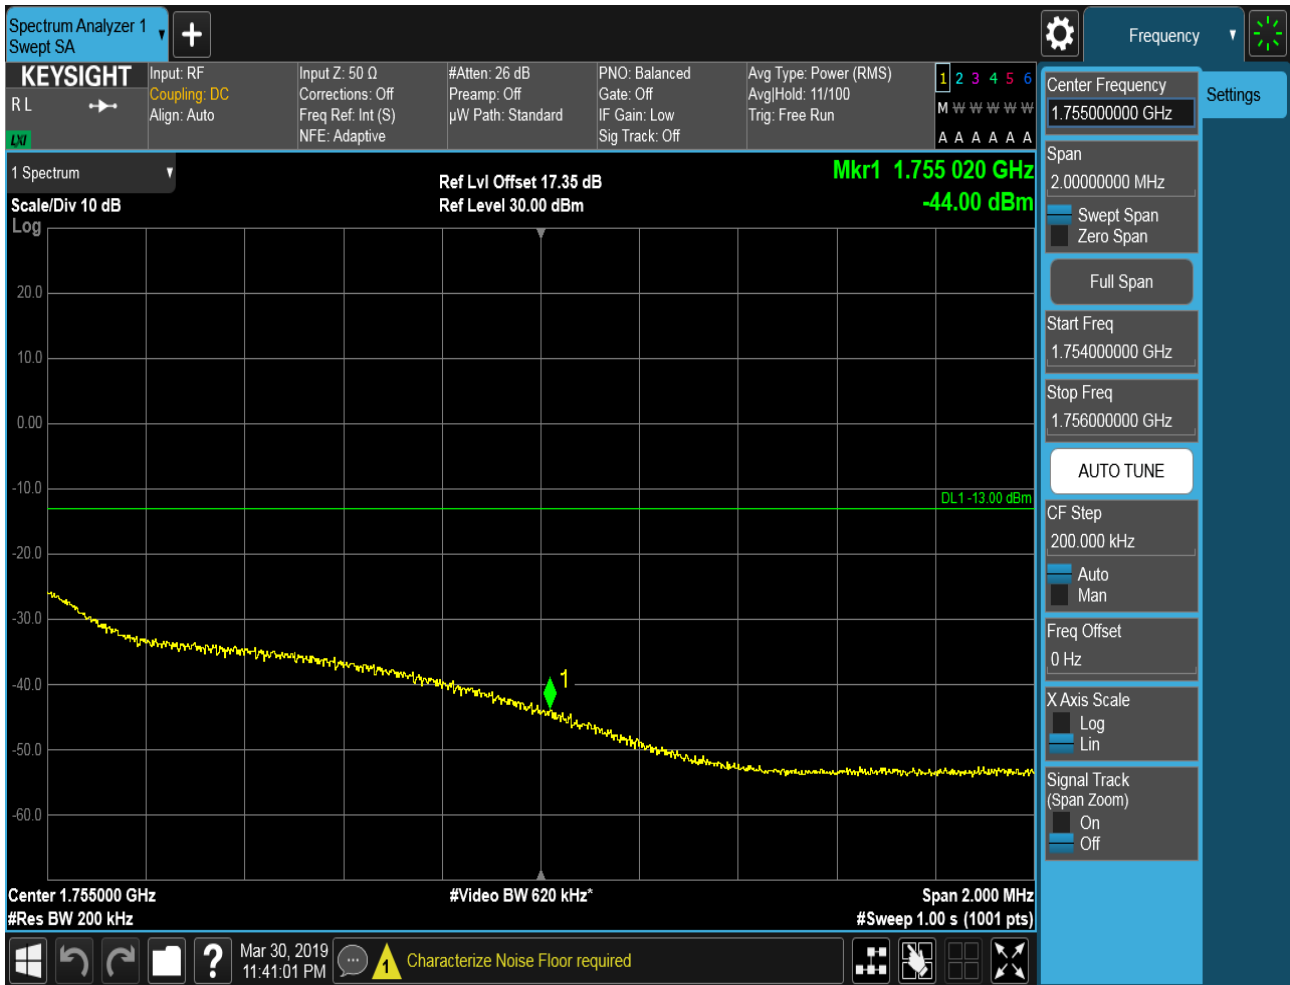 Spectrum Analyzer 1
Swept SA
Frequency
KEYSIGHT
R L
LXI
Input: RF
Coupling: DC
Align: Auto
Input Z: 50 Ω
Corrections: Off
Freq Ref: Int (S)
NFE: Adaptive
#Atten: 26 dB
Preamp: Off
µW Path: Standard
PNO: Balanced
Gate: Off
IF Gain: Low
Sig Track: Off
Avg Type: Power (RMS)
Avg|Hold: 11/100
Trig: Free Run
1 2 3 4 5 6
M W W W W W
A A A A A A
1 Spectrum
Scale/Div 10 dB
Log
Ref Lvl Offset 17.35 dB
Ref Level 30.00 dBm
Mkr1 1.755 020 GHz
-44.00 dBm
20.0
10.0
0.00
-10.0
-20.0
-30.0
-40.0
-50.0
-60.0
DL1 -13.00 dBm
1
Center 1.755000 GHz
#Res BW 200 kHz
#Video BW 620 kHz*
Span 2.000 MHz
#Sweep 1.00 s (1001 pts)
?
Mar 30, 2019
11:41:01 PM
1
Characterize Noise Floor required
Center Frequency
1.755000000 GHz
Span
2.00000000 MHz
Swept Span
Zero Span
Full Span
Start Freq
1.754000000 GHz
Stop Freq
1.756000000 GHz
AUTO TUNE
CF Step
200.000 kHz
Auto
Man
Freq Offset
0 Hz
X Axis Scale
Log
Lin
Signal Track
(Span Zoom)
On
Off
Settings